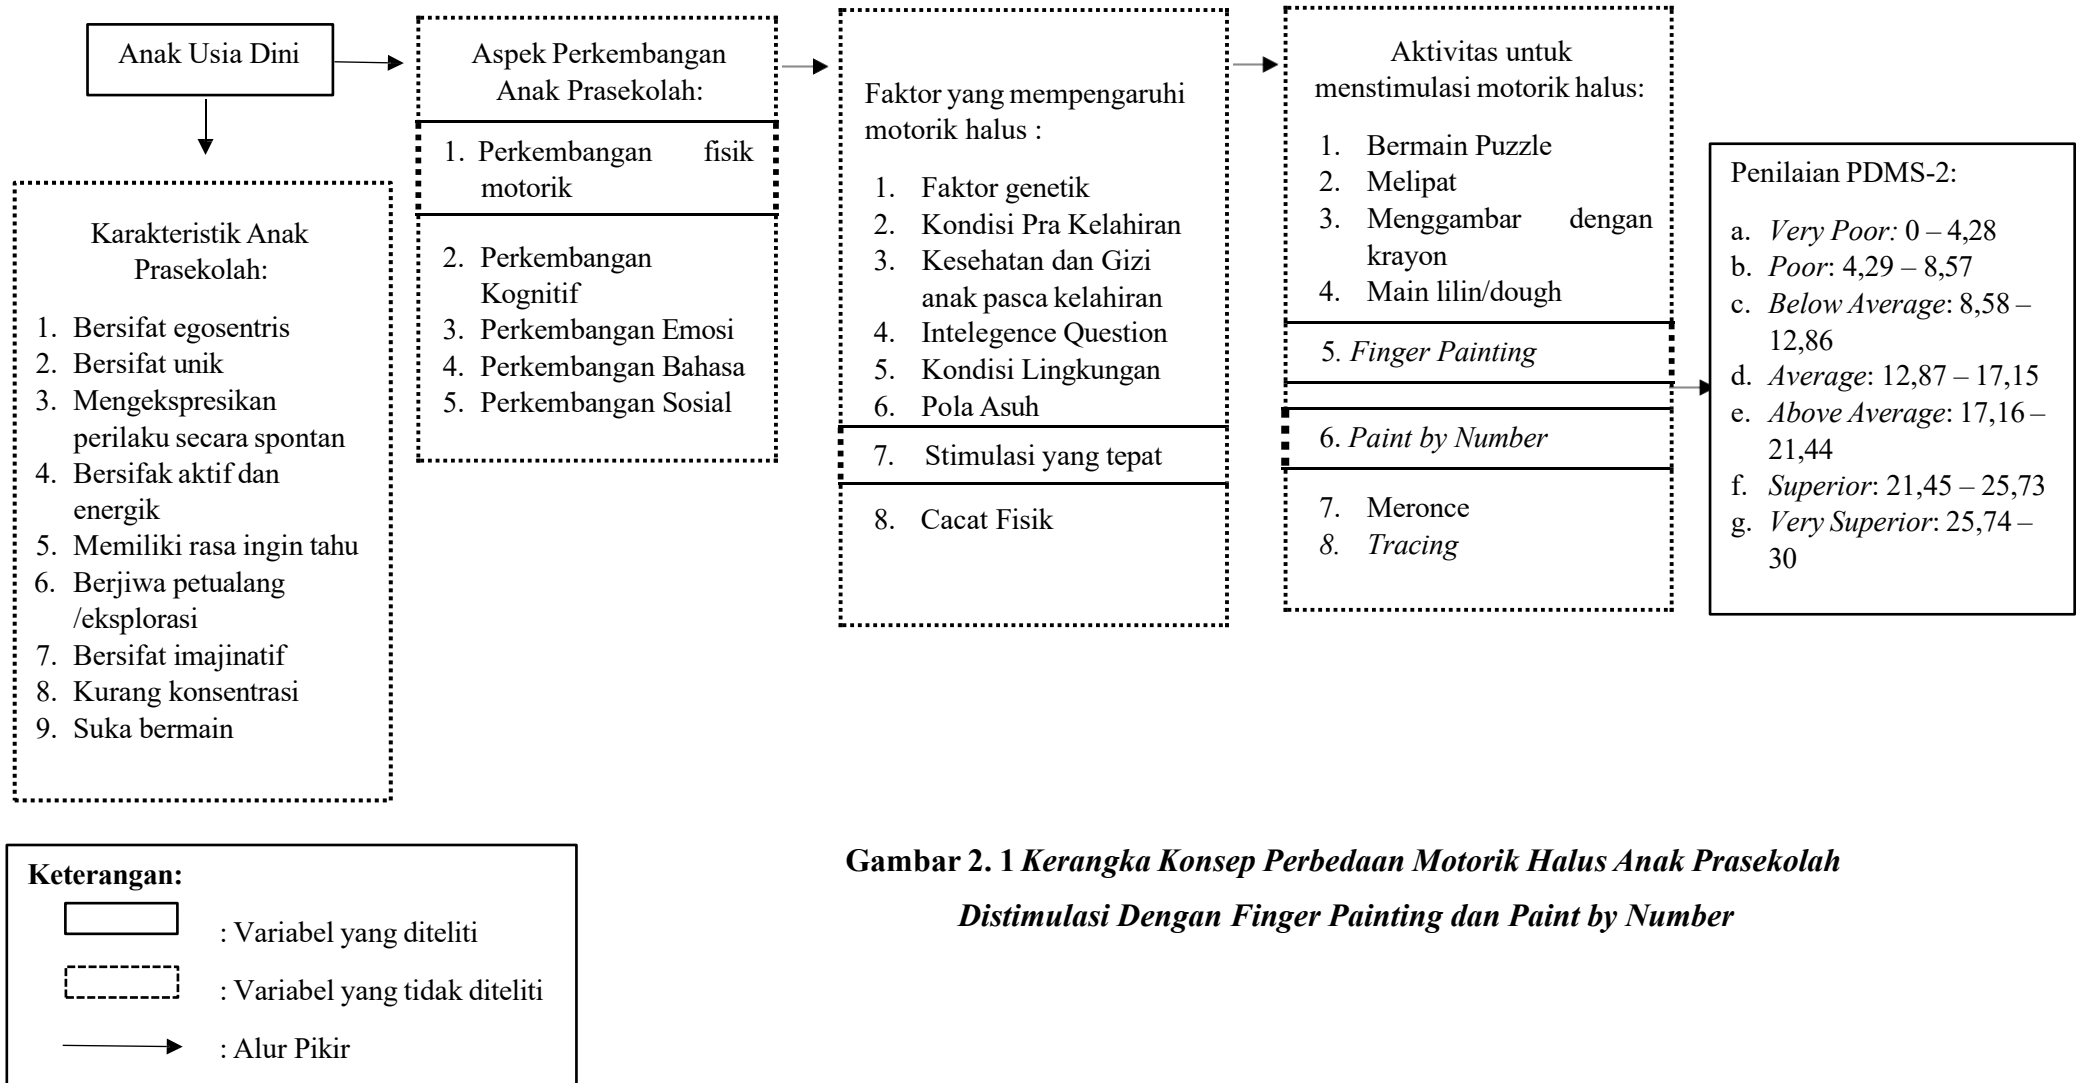 Anak Usia Dini
Karakteristik Anak
Prasekolah:
1. Bersifat egosentris
2. Bersifat unik
3. Mengekspresikan
perilaku secara spontan
4. Bersifak aktif dan
energik
5. Memiliki rasa ingin tahu
6. Berjiwa petualang
/eksplorasi
7. Bersifat imajinatif
8. Kurang konsentrasi
9. Suka bermain
Aspek Perkembangan
Anak Prasekolah:
1. Perkembangan fisik
motorik
2. Perkembangan
Kognitif
3. Perkembangan Emosi
4. Perkembangan Bahasa
5. Perkembangan Sosial
Faktor yang mempengaruhi
motorik halus :
1. Faktor genetik
2. Kondisi Pra Kelahiran
3. Kesehatan dan Gizi
anak pasca kelahiran
4. Intelegence Question
5. Kondisi Lingkungan
6. Pola Asuh
7. Stimulasi yang tepat
8. Cacat Fisik
Aktivitas untuk
menstimulasi motorik halus:
1. Bermain Puzzle
2. Melipat
3. Menggambar dengan
krayon
4. Main lilin/dough
5. Finger Painting
6. Paint by Number
7. Meronce
8. Tracing
Penilaian PDMS-2:
a. Very Poor: 0 – 4,28
b. Poor: 4,29 – 8,57
c. Below Average: 8,58 –
12,86
d. Average: 12,87 – 17,15
e. Above Average: 17,16 –
21,44
f. Superior: 21,45 – 25,73
g. Very Superior: 25,74 –
30
Keterangan:
: Variabel yang diteliti
: Variabel yang tidak diteliti
: Alur Pikir
Gambar 2. 1 Kerangka Konsep Perbedaan Motorik Halus Anak Prasekolah
Distimulasi Dengan Finger Painting dan Paint by Number